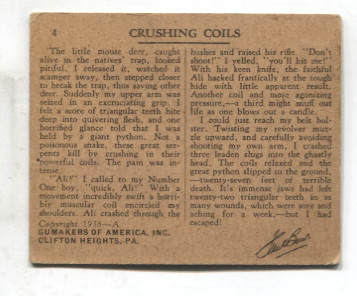 4
CRUSHING COILS
The little mouse deer, caught
alive in the natives' trap, looked
pitiful. I released it, watched it
scamper away, then stepped closer
to break the trap, thus saving other
deer. Suddenly my upper arm was
seized in an excruciating grip. I
felt a score of triangular teeth bite
deep into quivering flesh, and one
horrified glance told that I was
held by a giant python. Not a
poisonous snake, these great ser-
pents kill by crushing in their
powerful coils. The pain was in-
tense.
"Ali!" I called to my Number
One boy, "quick, Ali!" With a
movement incredibly swift a horri-
bly muscular coil encircled my
shoulders. Ali crashed through the
Copyright 1938—A
GUMAKERS OF AMERICA, INC.
CLIFTON HEIGHTS, PA.
bushes and raised his rifle. "Don't
shoot!" I yelled, "you'll hit me!"
With his keen knife, the faithful
Ali hacked frantically at the tough
hide with little apparent result.
Another coil and more agonizing
pressure,—a third might snuff out
life as one blows out a candle.
I could just reach my belt hol-
ster. Twisting my revolver muz-
zle upward, and carefully avoiding
shooting my own arm, I crashed
three leaden slugs into the ghastly
head. The coils relaxed and the
great python slipped to the ground,
—twenty-seven feet of terrible
death. It's immense jaws had left
twenty-two triangular teeth in as
many wounds, which were sore and
aching for a week,—but I had
escaped!